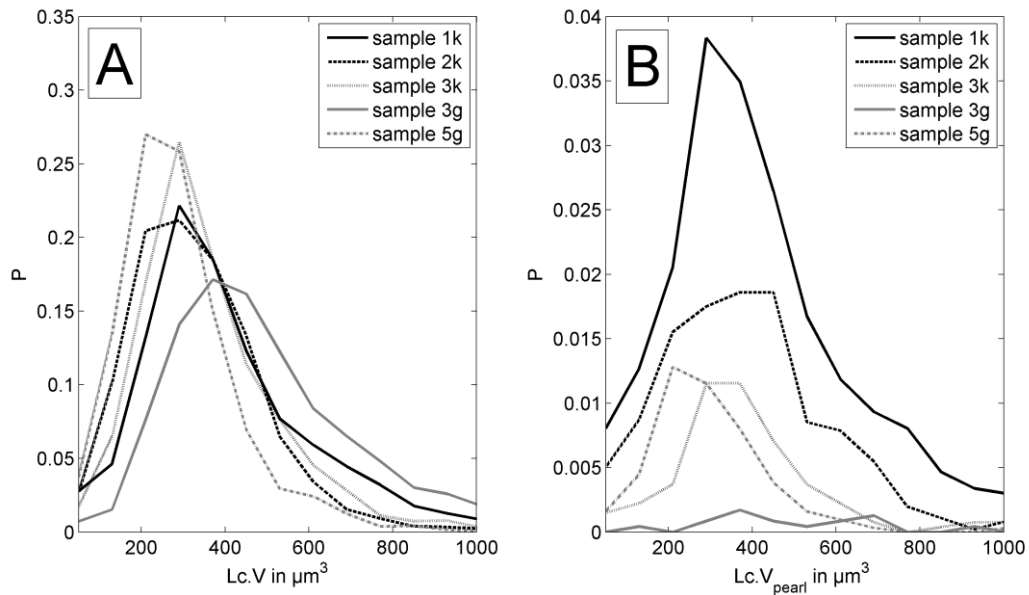 A
sample 1k
sample 2k
sample 3k
sample 3g
sample 5g
0.35
0.3
0.25
0.2
0.15
0.1
0.05
0
P
200 400 600 800 1000
Lc.V in µm³
B
sample 1k
sample 2k
sample 3k
sample 3g
sample 5g
0.04
0.035
0.03
0.025
0.02
0.015
0.01
0.005
0
P
200 400 600 800 1000
Lc.V_pearl in µm³